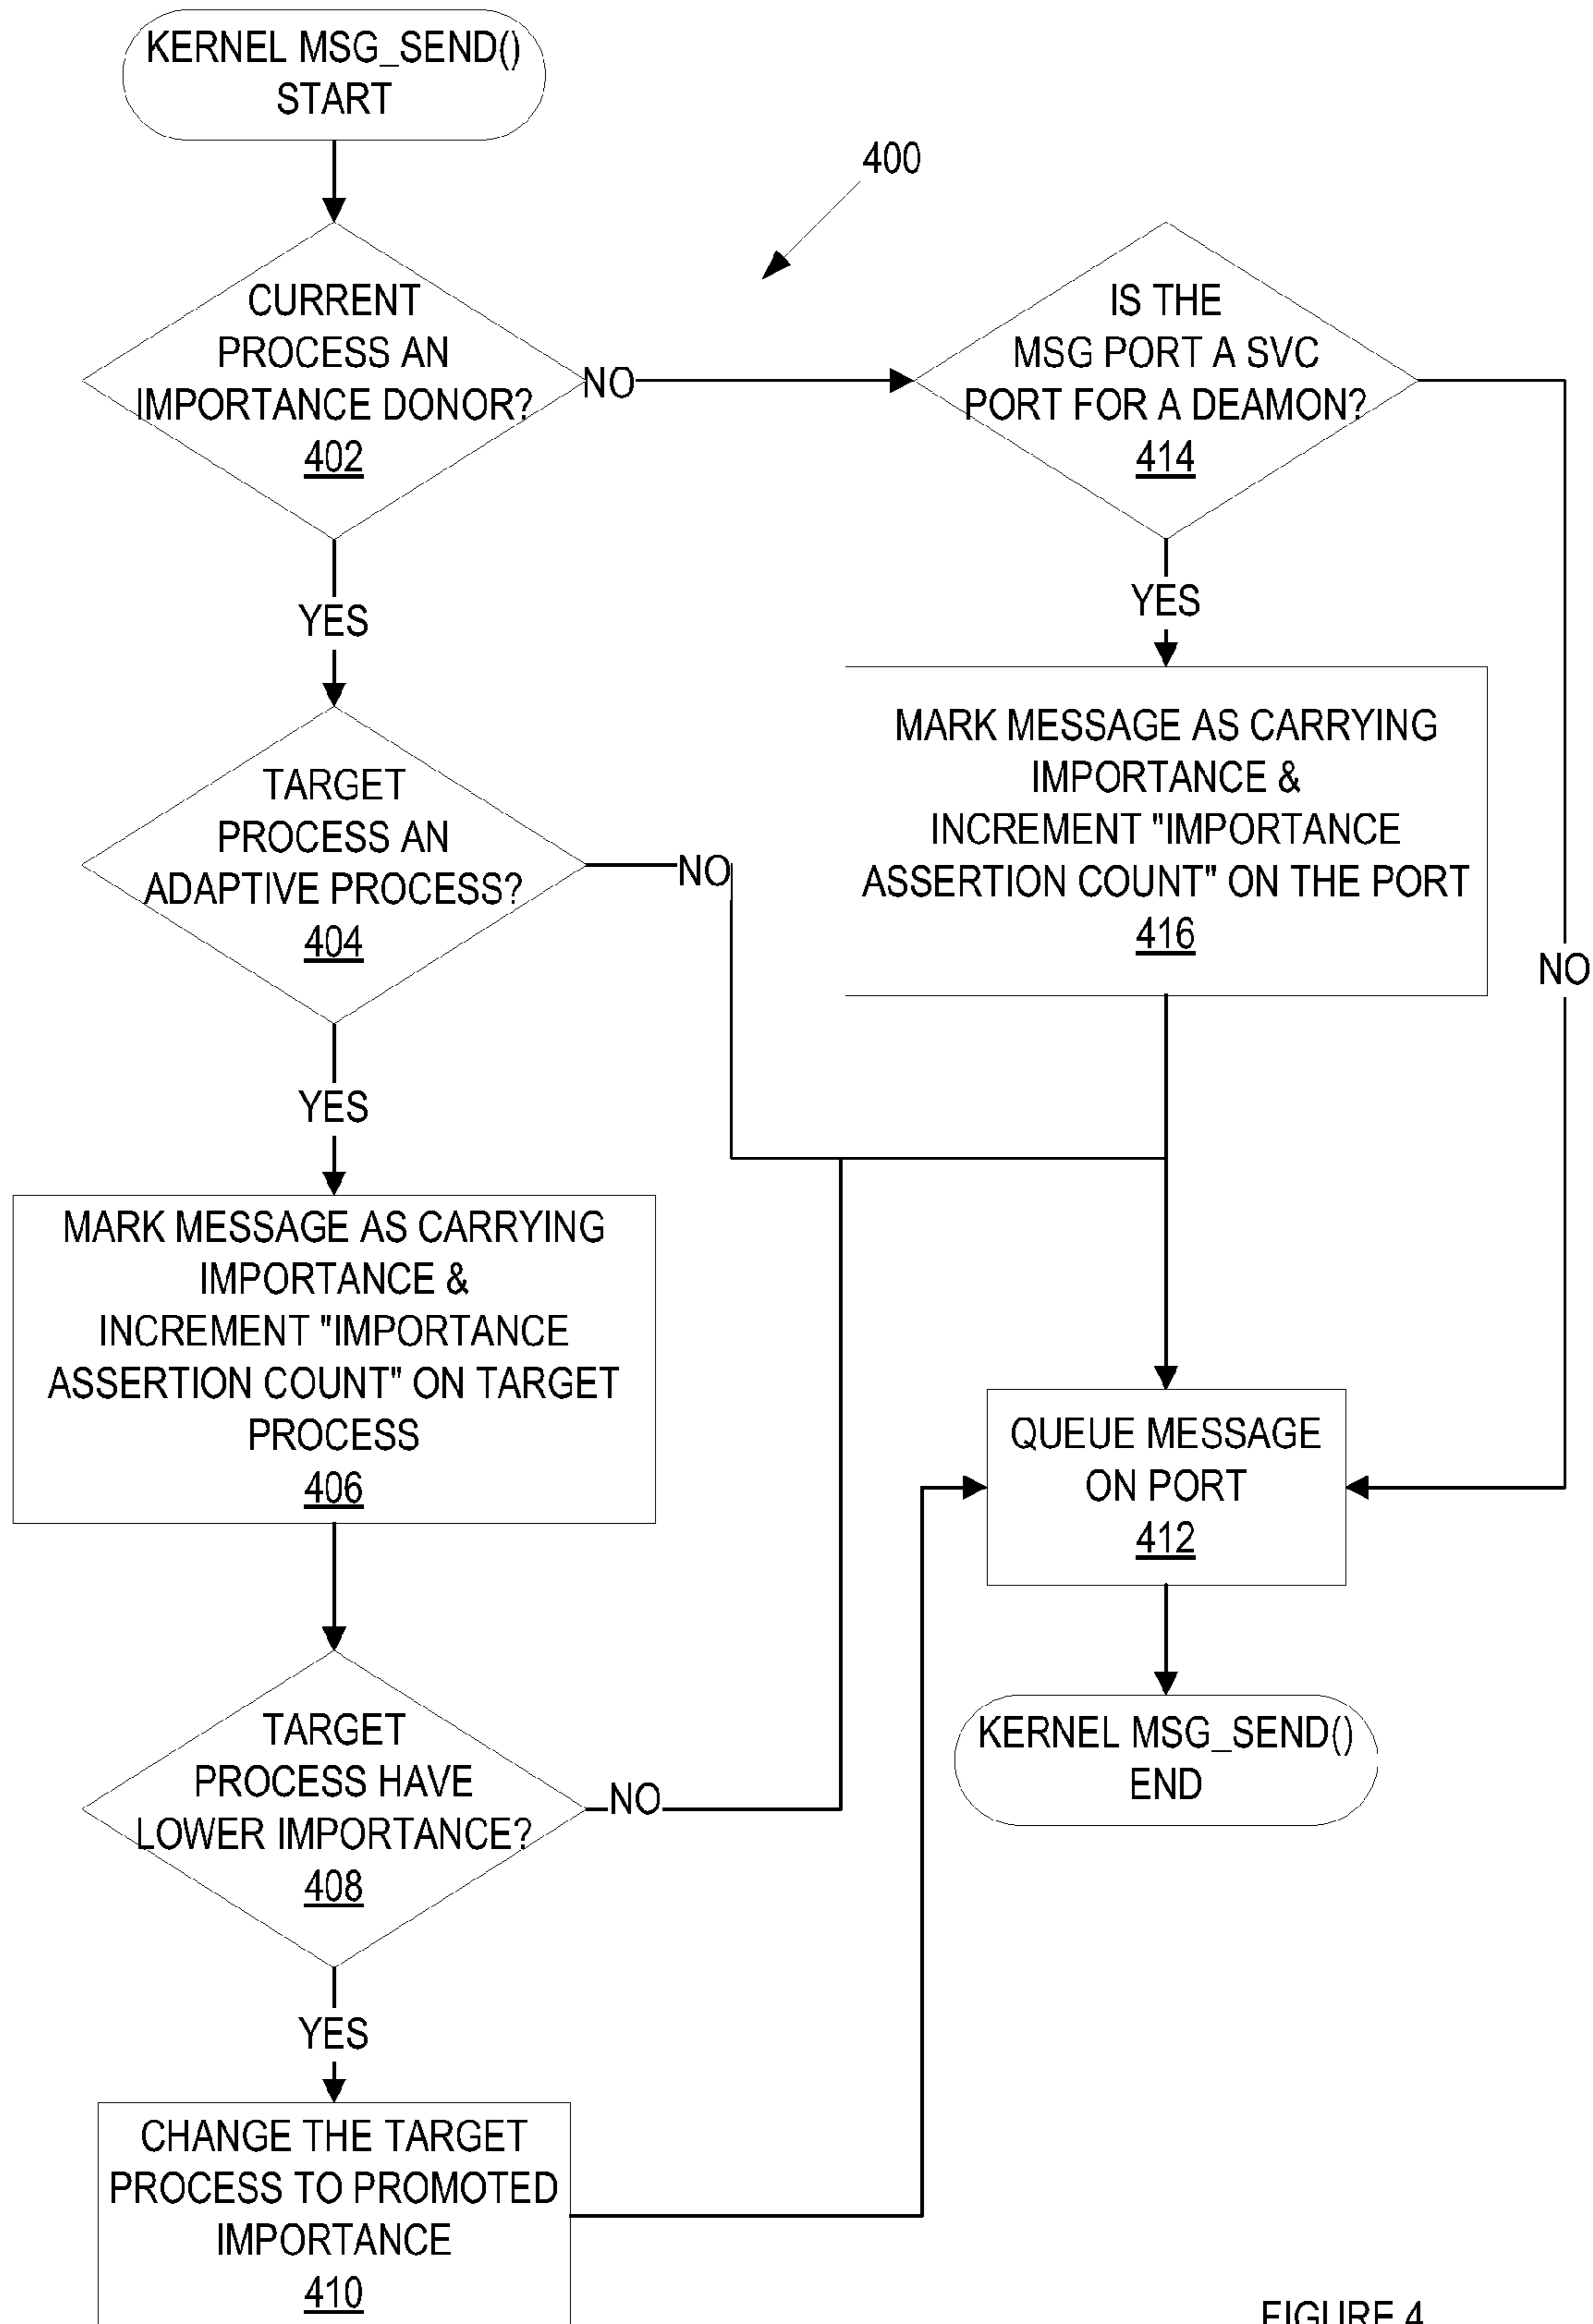 KERNEL MSG_SEND()
START
400
CURRENT
PROCESS AN
IMPORTANCE DONOR?
402
NO
IS THE
MSG PORT A SVC
PORT FOR A DEAMON?
414
YES
YES
NO
TARGET
PROCESS AN
ADAPTIVE PROCESS?
404
NO
MARK MESSAGE AS CARRYING
IMPORTANCE &
INCREMENT "IMPORTANCE
ASSERTION COUNT" ON THE PORT
416
YES
MARK MESSAGE AS CARRYING
IMPORTANCE &
INCREMENT "IMPORTANCE
ASSERTION COUNT" ON TARGET
PROCESS
406
QUEUE MESSAGE
ON PORT
412
TARGET
PROCESS HAVE
LOWER IMPORTANCE?
408
NO
KERNEL MSG_SEND()
END
YES
CHANGE THE TARGET
PROCESS TO PROMOTED
IMPORTANCE
410
FIGURE 4